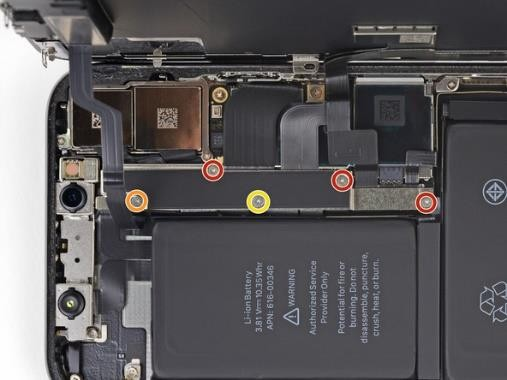 Li-ion Battery
3.81 V⎓10.35 Whr
APN: 616-00346
WARNING
Authorized Service
Provider Only
Potential for fire or
burning. Do not
disassemble, puncture,
crush, heat, or burn.